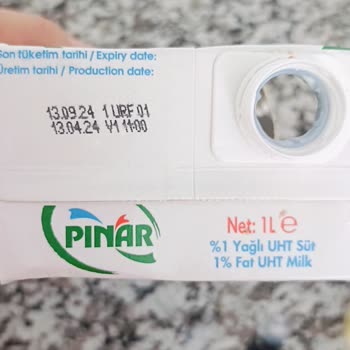 Son tüketim tarihi / Expiry date:
Üretim tarihi / Production date:
13.09.24 1 URF 01
13.04.24 V1 11:00
PINAR
Net: 1L e
%1 Yağlı UHT Süt
1% Fat UHT Milk